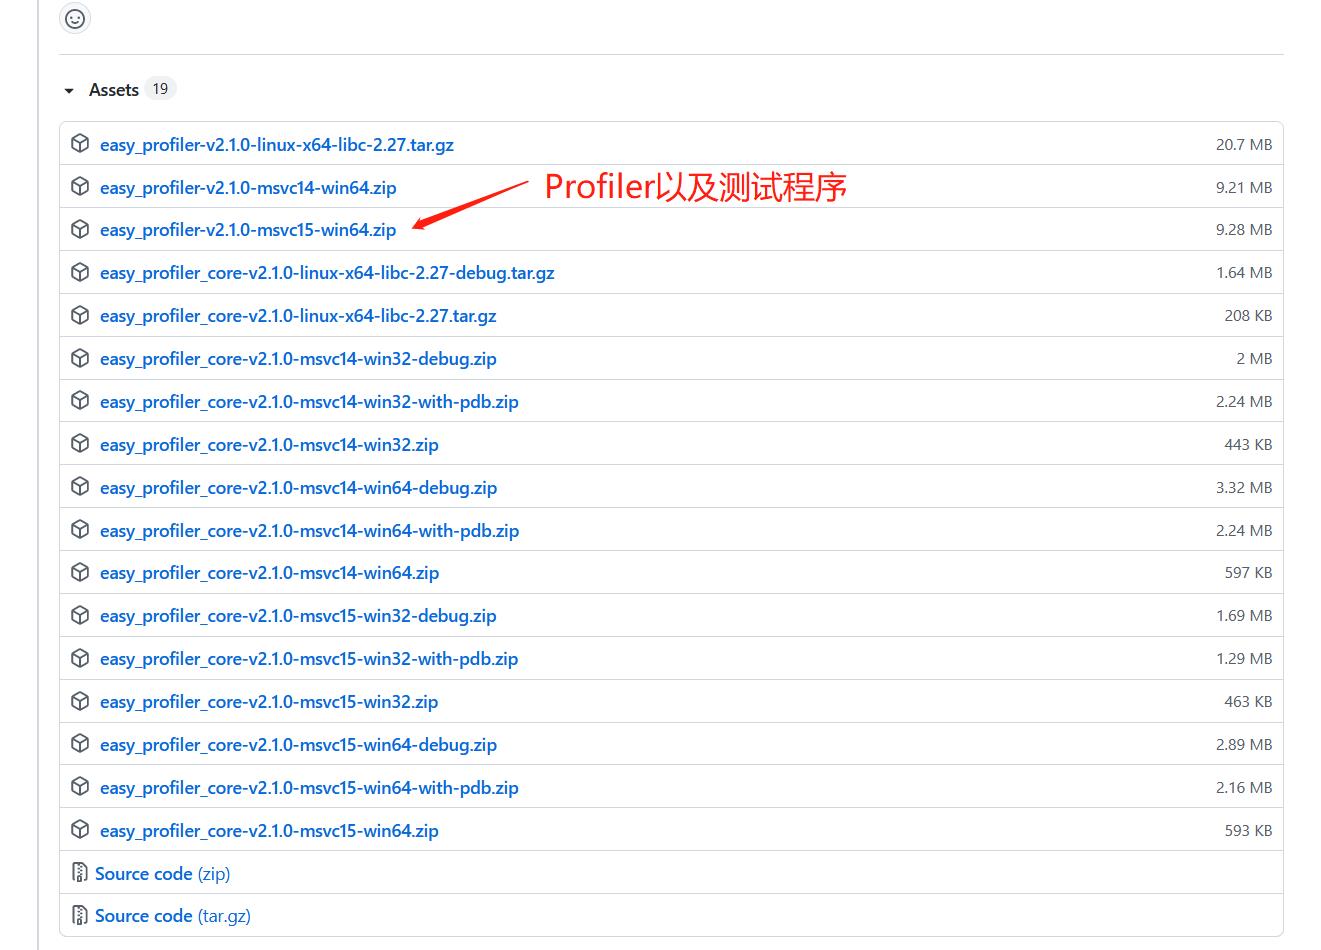 Assets 19
easy_profiler-v2.1.0-linux-x64-libc-2.27.tar.gz 20.7 MB
easy_profiler-v2.1.0-msvc14-win64.zip 9.21 MB
Profiler以及测试程序
easy_profiler-v2.1.0-msvc15-win64.zip 9.28 MB
easy_profiler_core-v2.1.0-linux-x64-libc-2.27-debug.tar.gz 1.64 MB
easy_profiler_core-v2.1.0-linux-x64-libc-2.27.tar.gz 208 KB
easy_profiler_core-v2.1.0-msvc14-win32-debug.zip 2 MB
easy_profiler_core-v2.1.0-msvc14-win32-with-pdb.zip 2.24 MB
easy_profiler_core-v2.1.0-msvc14-win32.zip 443 KB
easy_profiler_core-v2.1.0-msvc14-win64-debug.zip 3.32 MB
easy_profiler_core-v2.1.0-msvc14-win64-with-pdb.zip 2.24 MB
easy_profiler_core-v2.1.0-msvc14-win64.zip 597 KB
easy_profiler_core-v2.1.0-msvc15-win32-debug.zip 1.69 MB
easy_profiler_core-v2.1.0-msvc15-win32-with-pdb.zip 1.29 MB
easy_profiler_core-v2.1.0-msvc15-win32.zip 463 KB
easy_profiler_core-v2.1.0-msvc15-win64-debug.zip 2.89 MB
easy_profiler_core-v2.1.0-msvc15-win64-with-pdb.zip 2.16 MB
easy_profiler_core-v2.1.0-msvc15-win64.zip 593 KB
Source code (zip)
Source code (tar.gz)